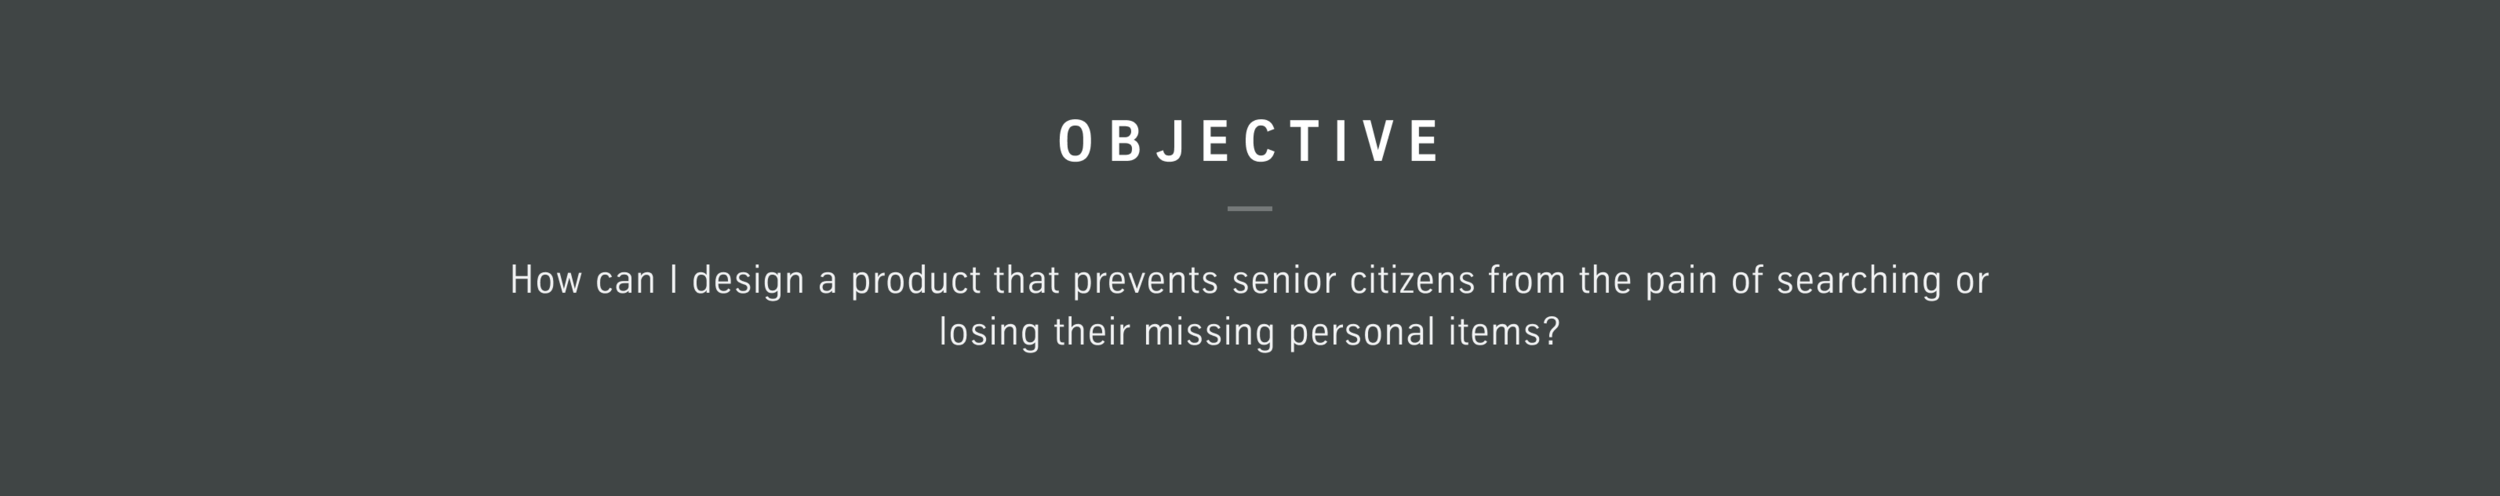 OBJECTIVE
How can I design a product that prevents senior citizens from the pain of searching or
losing their missing personal items?